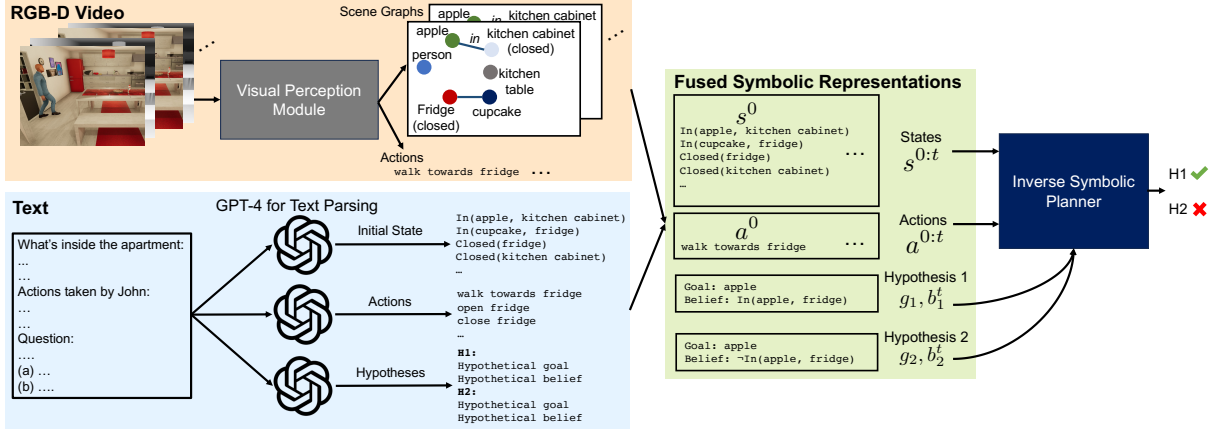 RGB-D Video
...
Visual Perception
Module
Scene Graphs
apple
in
kitchen cabinet
apple
in
kitchen cabinet
(closed)
...
person
kitchen
table
Fridge
(closed)
cupcake
Actions
walk towards fridge ...
Text
GPT-4 for Text Parsing
What's inside the apartment:
...
...
Actions taken by John:
...
...
Question:
....
(a) ...
(b) ....
Initial State
In(apple, kitchen cabinet)
In(cupcake, fridge)
Closed(fridge)
Closed(kitchen cabinet)
...
Actions
walk towards fridge
open fridge
close fridge
...
Hypotheses
H1:
Hypothetical goal
Hypothetical belief
H2:
Hypothetical goal
Hypothetical belief
Fused Symbolic Representations
s⁰
In(apple, kitchen cabinet)
In(cupcake, fridge)
Closed(fridge)
Closed(kitchen cabinet)
...
...
States
s⁰:ᵗ
a⁰
walk towards fridge
...
Actions
a⁰:ᵗ
Hypothesis 1
Goal: apple
Belief: In(apple, fridge)
g₁, b₁ᵗ
Hypothesis 2
Goal: apple
Belief: ¬In(apple, fridge)
g₂, b₂ᵗ
Inverse Symbolic
Planner
H1
H2